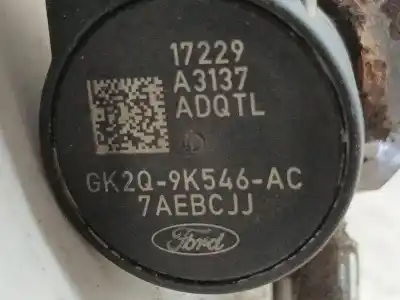 17229
A3137
ADQTL
GK2Q-9K546-AC
7AEBCJJ
Ford